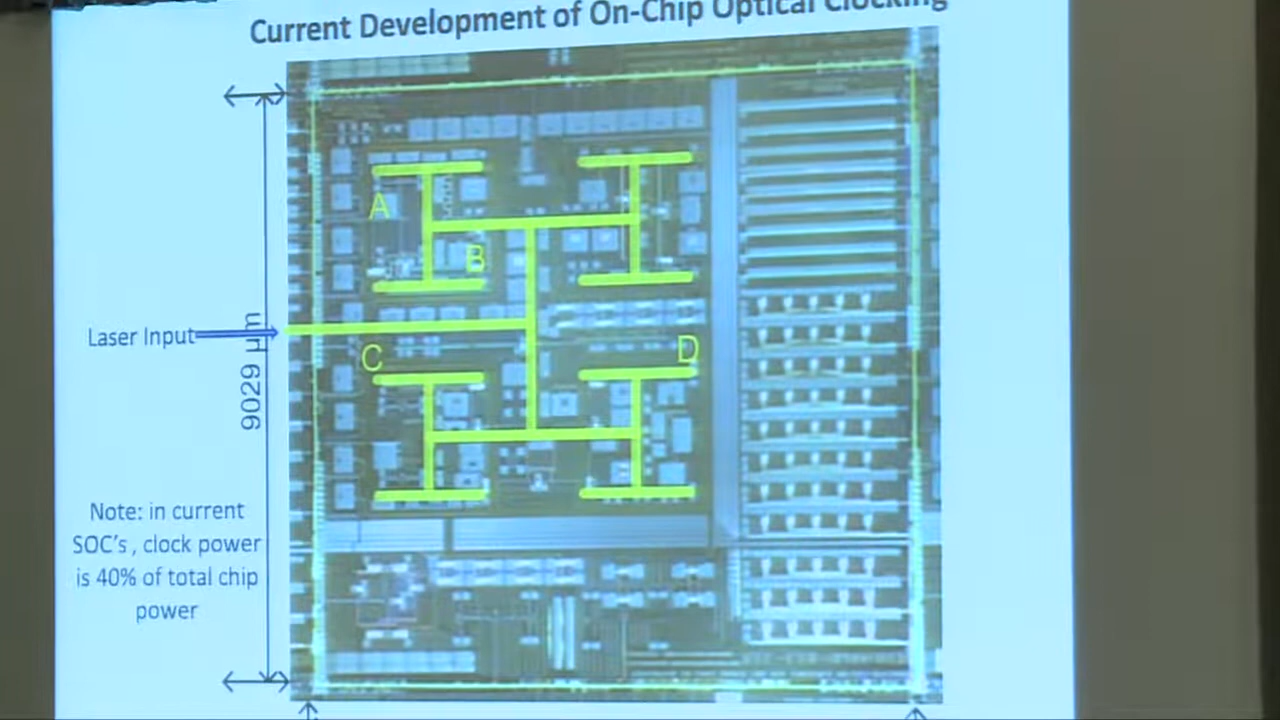 Current Development of On-Chip Optical Clocking
A
B
Laser Input
9029 µm
C
D
Note: in current
SOC's, clock power
is 40% of total chip
power